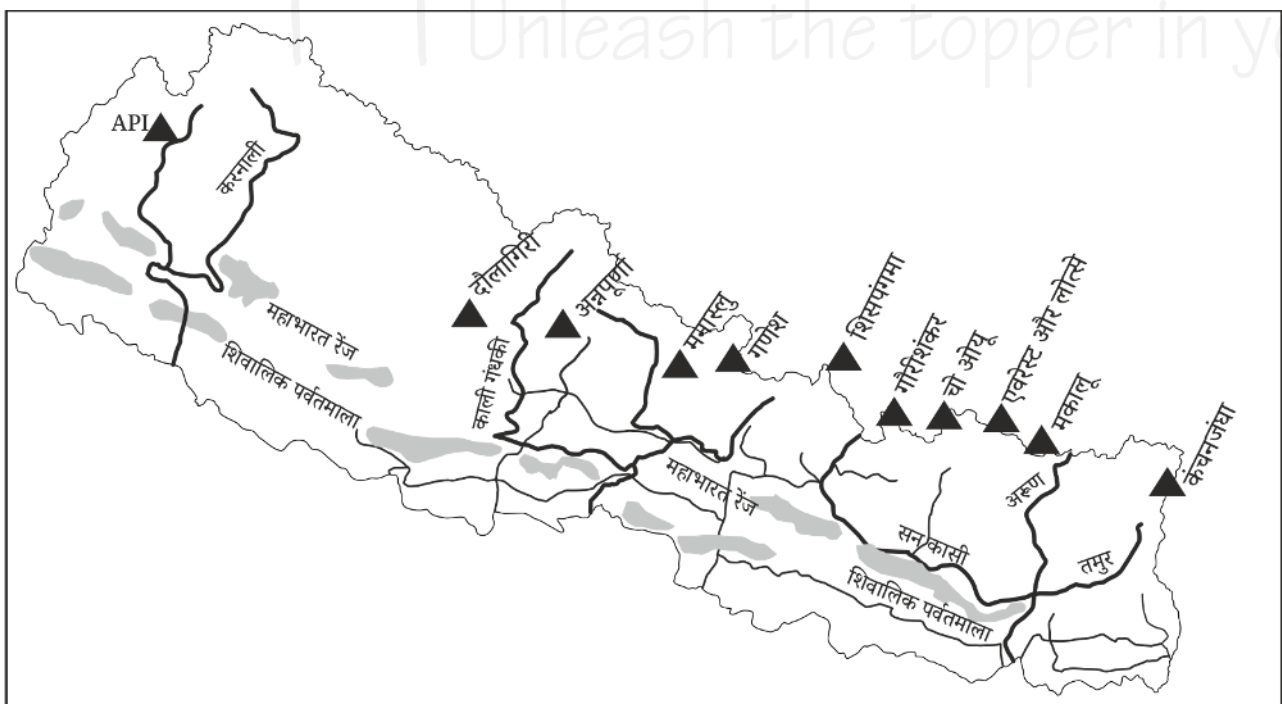 Unleash the topper in y
API
करनाली
दौलागिरी
अन्नपूर्णा
काली गंधकी
मनास्लु
गणेश
शिसपंगमा
गौरीशंकर
चो ओयू
एवरेस्ट और लोत्से
मकालू
कंचनजंघा
महाभारत रेंज
शिवालिक पर्वतमाला
महाभारत रेंज
अरूण
सन कासी
तमुर
शिवालिक पर्वतमाला